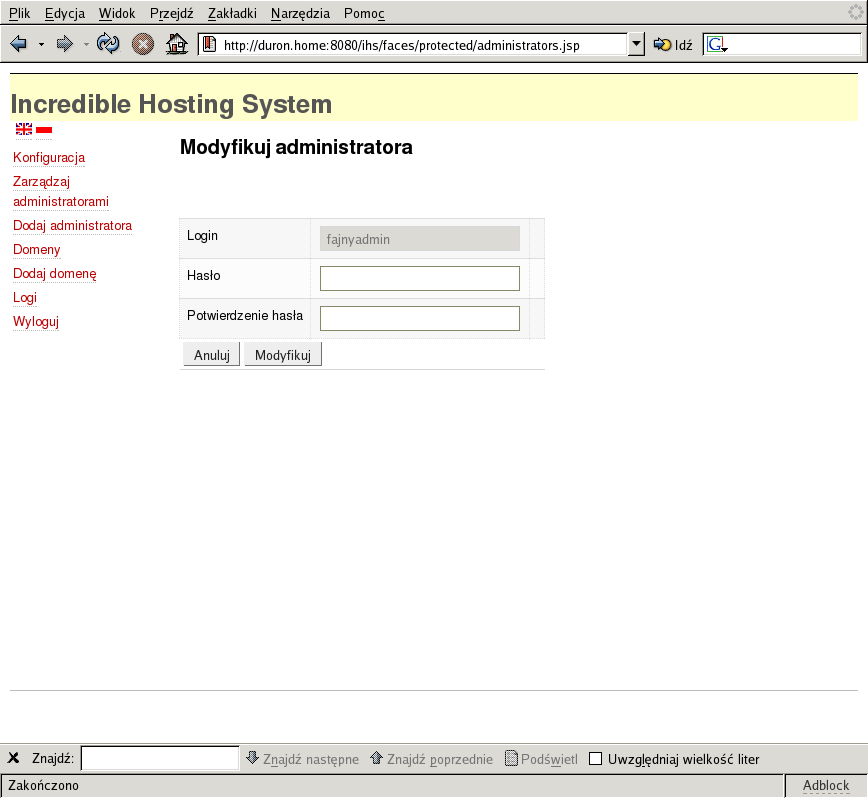 Plik Edycja Widok Przejdź Zakładki Narzędzia Pomoc
http://duron.home:8080/ihs/faces/protected/administrators.jsp Idź G
Incredible Hosting System
Modyfikuj administratora
Konfiguracja
Zarządzaj
administratorami
Dodaj administratora
Domeny
Dodaj domenę
Logi
Wyloguj
Login fajnyadmin
Hasło
Potwierdzenie hasła
Anuluj Modyfikuj
Znajdź: Znajdź następne Znajdź poprzednie Podświetl Uwzględniaj wielkość liter
Zakończono Adblock